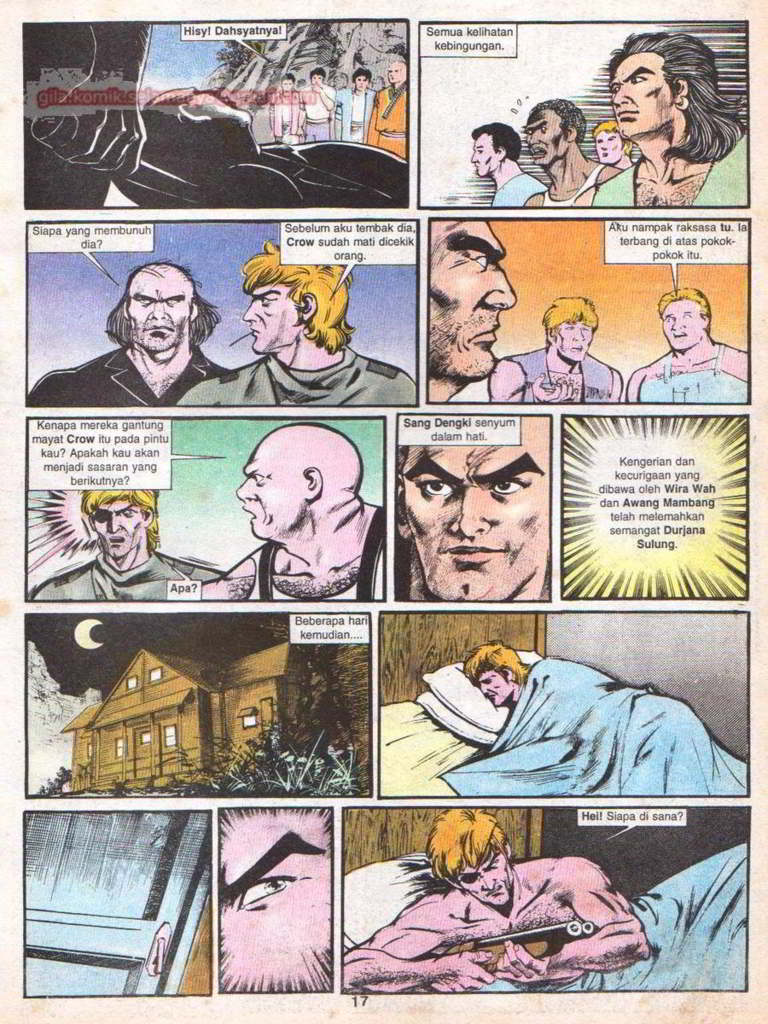 Hisy! Dahsyatnya!
Semua kelihatan
kebingungan.
Siapa yang membunuh
dia?
Sebelum aku tembak dia,
Crow sudah mati dicekik
orang.
Aku nampak raksasa tu. Ia
terbang di atas pokok-
pokok itu.
Kenapa mereka gantung
mayat Crow itu pada pintu
kau? Apakah kau akan
menjadi sasaran yang
berikutnya?
Apa?
Sang Dengki senyum
dalam hati.
Kengerian dan
kecurigaan yang
dibawa oleh Wira Wah
dan Awang Mambang
telah melemahkan
semangat Durjana
Sulung.
Beberapa hari
kemudian....
Hei! Siapa di sana?
17